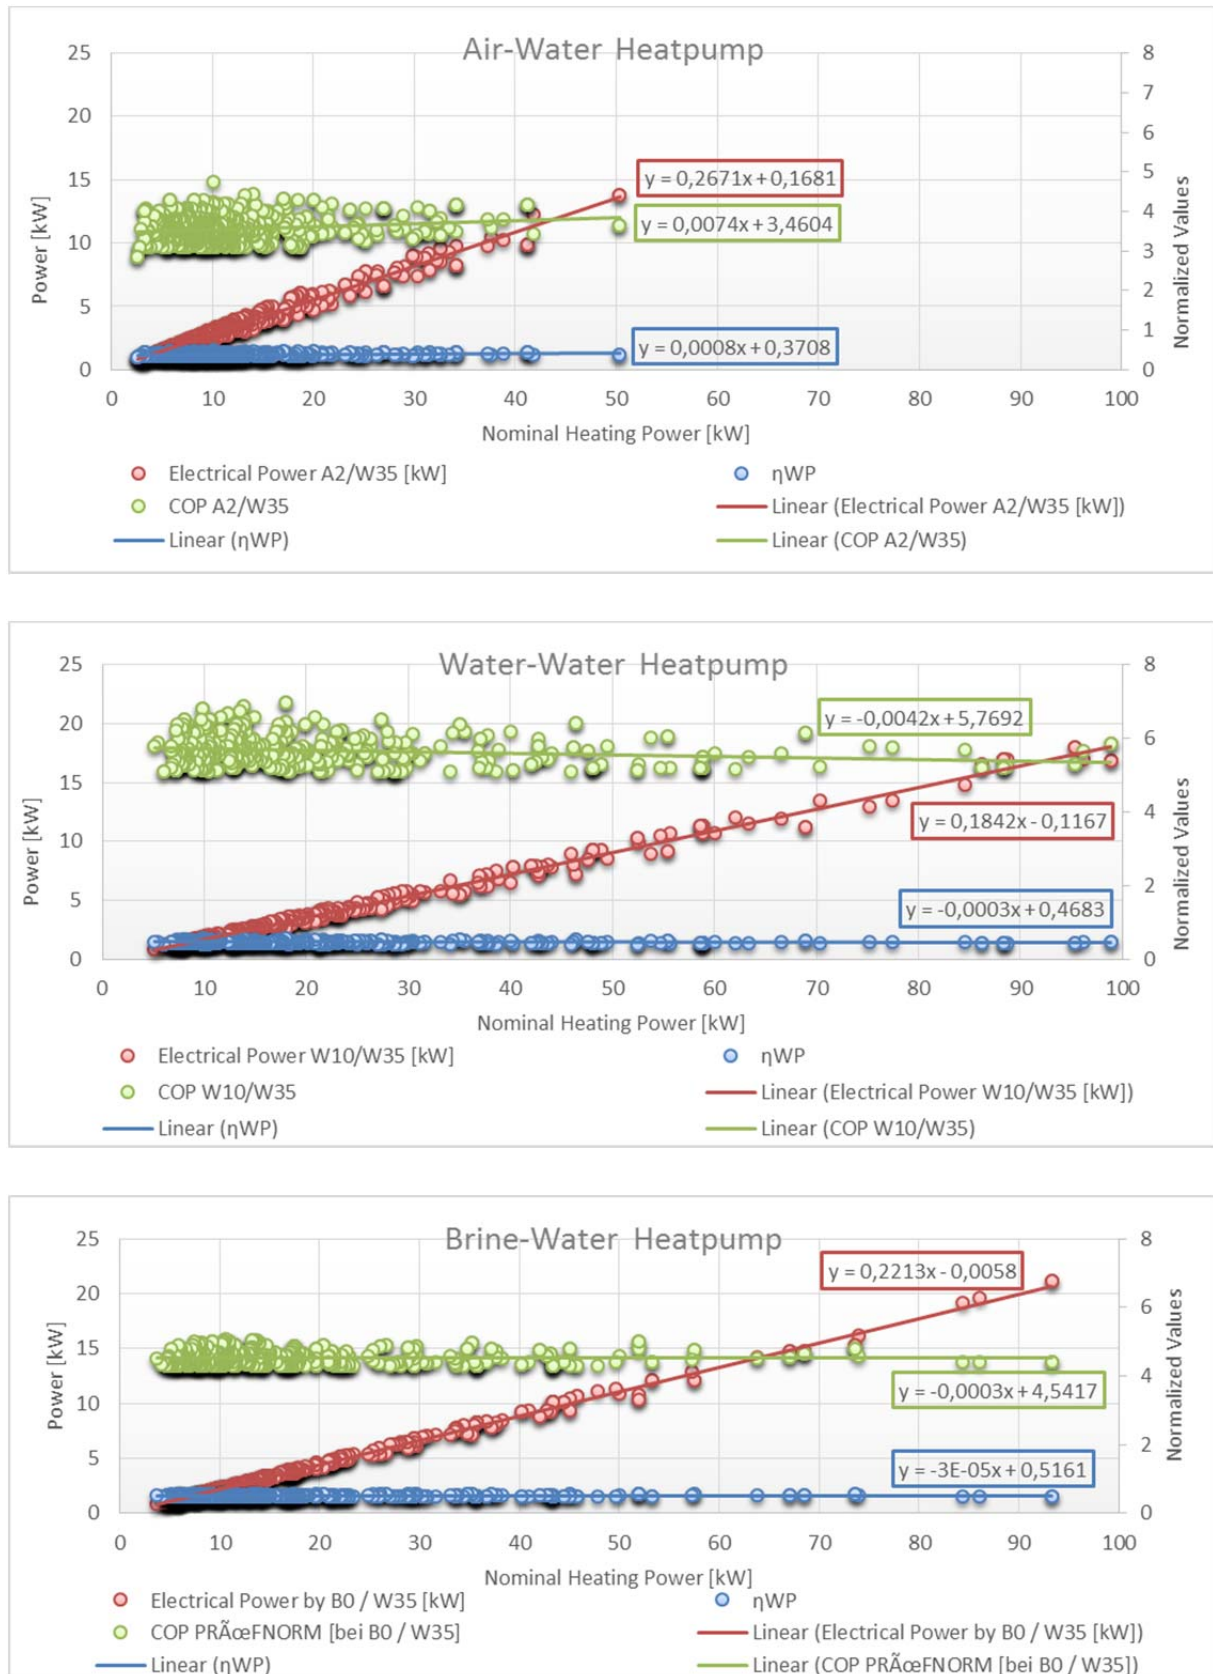 Air-Water Heatpump
25
20
15
10
5
0
Power [kW]
8
7
6
5
4
3
2
1
0
Normalized Values
y = 0,2671x + 0,1681
y = 0,0074x + 3,4604
y = 0,0008x + 0,3708
0 10 20 30 40 50 60 70 80 90 100
Nominal Heating Power [kW]
Electrical Power A2/W35 [kW] ηWP
COP A2/W35 Linear (Electrical Power A2/W35 [kW])
Linear (ηWP) Linear (COP A2/W35)
Water-Water Heatpump
25
20
15
10
5
0
Power [kW]
8
6
4
2
0
Normalized Values
y = -0,0042x + 5,7692
y = 0,1842x - 0,1167
y = -0,0003x + 0,4683
0 10 20 30 40 50 60 70 80 90 100
Nominal Heating Power [kW]
Electrical Power W10/W35 [kW] ηWP
COP W10/W35 Linear (Electrical Power W10/W35 [kW])
Linear (ηWP) Linear (COP W10/W35)
Brine-Water Heatpump
25
20
15
10
5
0
Power [kW]
8
6
4
2
0
Normalized Values
y = 0,2213x - 0,0058
y = -0,0003x + 4,5417
y = -3E-05x + 0,5161
0 10 20 30 40 50 60 70 80 90 100
Nominal Heating Power [kW]
Electrical Power by B0 / W35 [kW] ηWP
COP PRÃœFNORM [bei B0 / W35] Linear (Electrical Power by B0 / W35 [kW])
Linear (ηWP) Linear (COP PRÃœFNORM [bei B0 / W35])